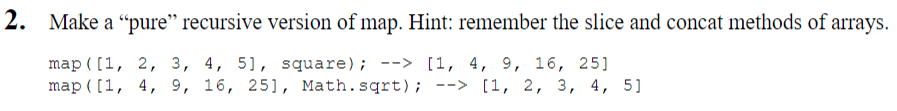 2. Make a “pure” recursive version of map. Hint: remember the slice and concat methods of arrays.
map([1, 2, 3, 4, 5], square); --> [1, 4, 9, 16, 25]
map([1, 4, 9, 16, 25], Math.sqrt); --> [1, 2, 3, 4, 5]